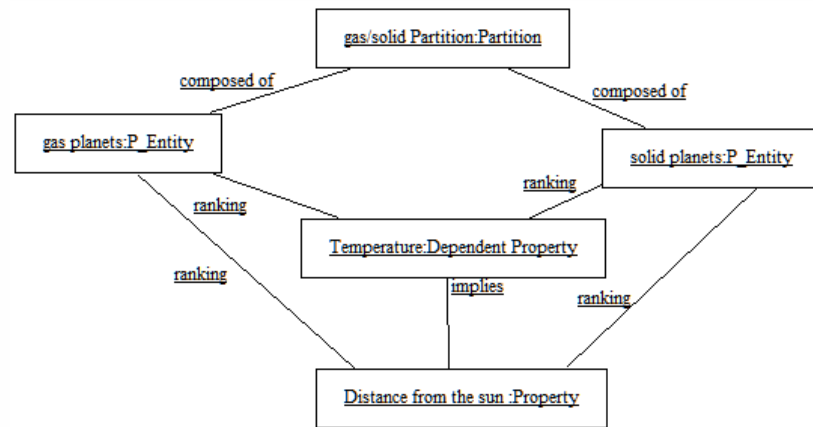 gas/solid Partition:Partition
composed of
composed of
gas planets:P_Entity
solid planets:P_Entity
ranking
ranking
Temperature:Dependent Property
ranking
implies
ranking
Distance from the sun :Property